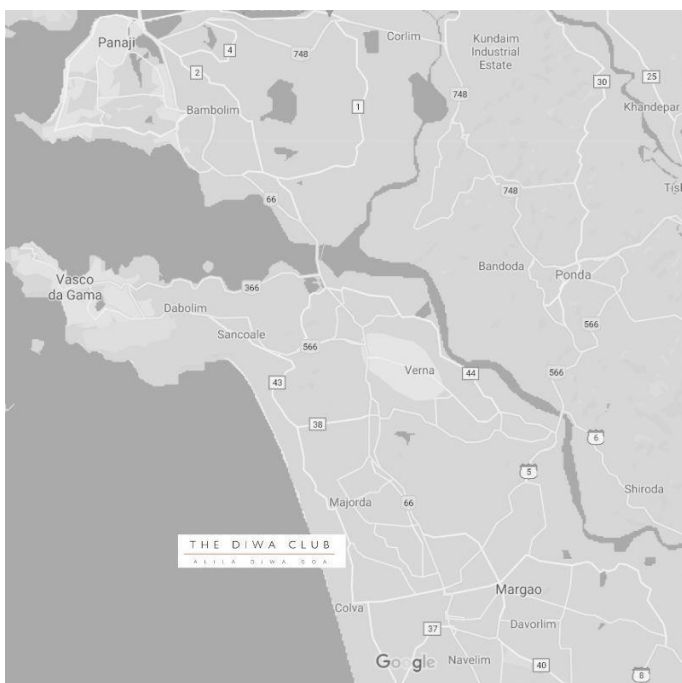 Panaji
4
748
Corlim
Kundaim
Industrial
Estate
2
30
25
748
Bambolim
1
Khandepar
748
Tis
66
Bandoda
Ponda
Vasco
da Gama
366
Dabolim
566
Sancoale
566
Verna
44
566
43
38
6
5
Shiroda
Majorda
66
THE DIWA CLUB
ALILA DIWA GOA
Margao
Colva
37
Davorlim
Google
Navelim
40
8